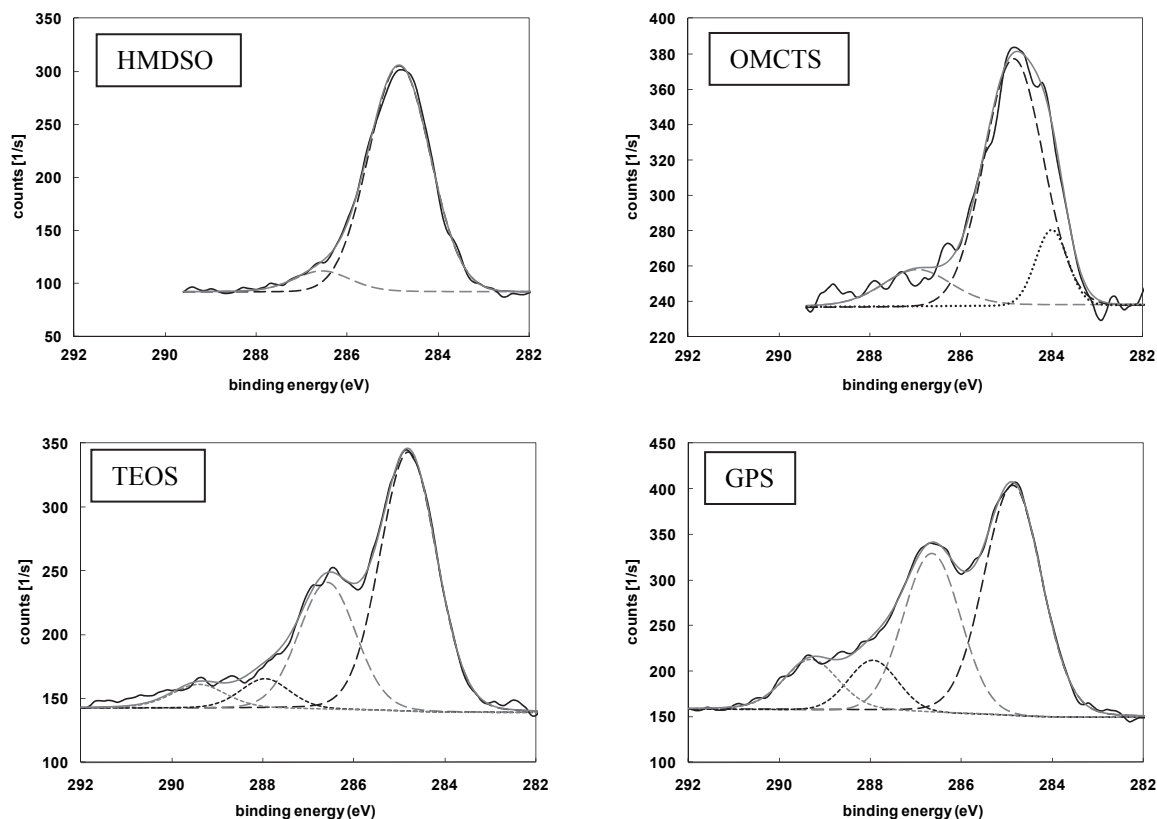 350
300
250
200
150
100
50
counts [1/s]
HMDSO
292 290 288 286 284 282
binding energy (eV)
400
380
360
340
320
300
280
260
240
220
counts [1/s]
OMCTS
292 290 288 286 284 282
binding energy (eV)
350
300
250
200
150
100
counts [1/s]
TEOS
292 290 288 286 284 282
binding energy (eV)
450
400
350
300
250
200
150
100
counts [1/s]
GPS
292 290 288 286 284 282
binding energy (eV)